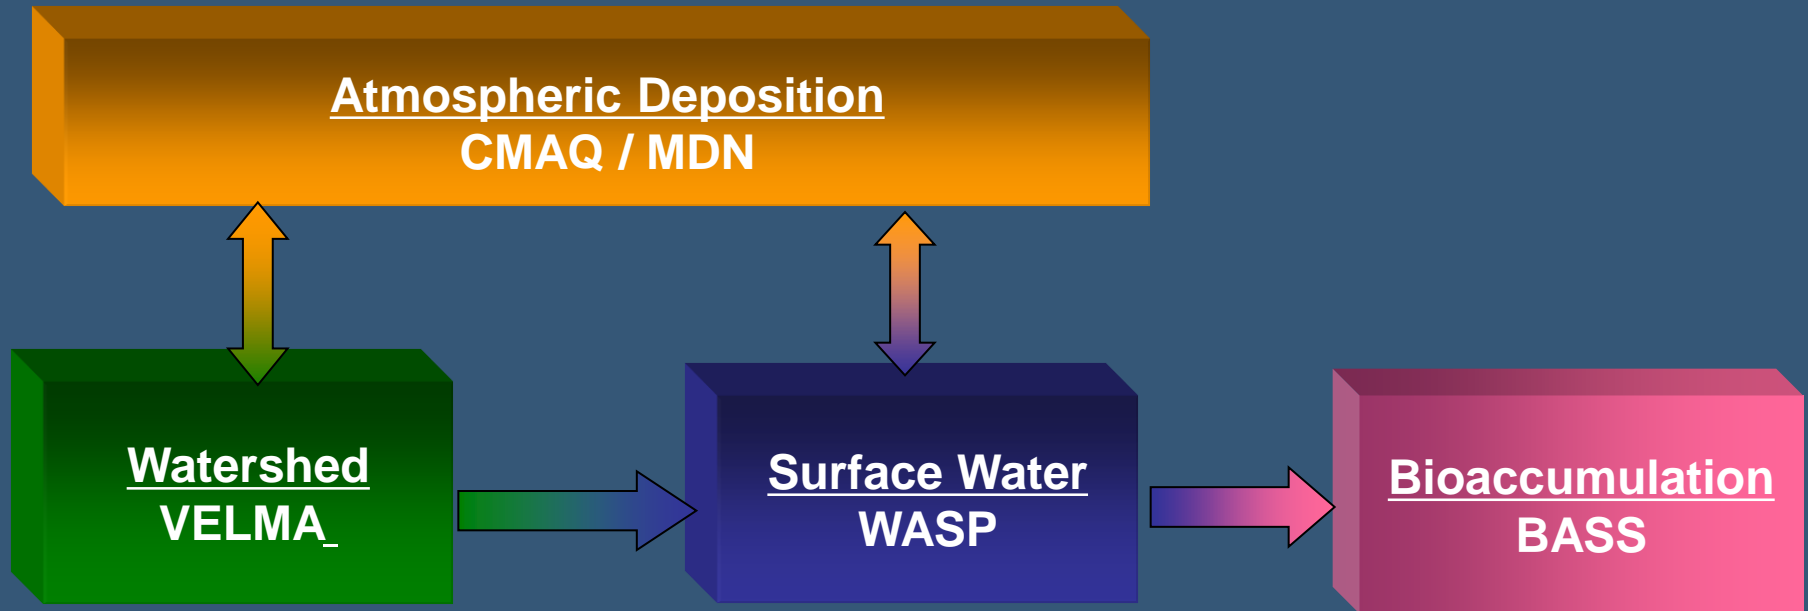 Atmospheric Deposition
CMAQ / MDN
Watershed
VELMA
Surface Water
WASP
Bioaccumulation
BASS